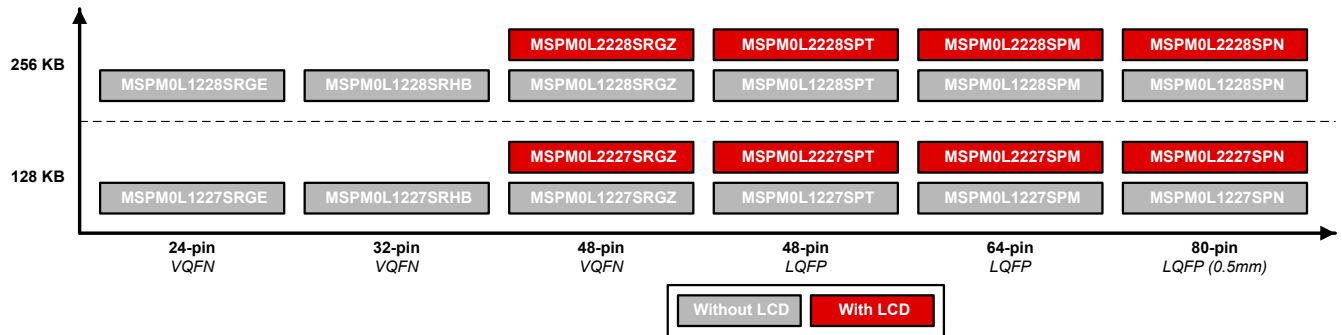 MSPM0L2228SRGZ MSPM0L2228SPT MSPM0L2228SPM MSPM0L2228SPN
256 KB
MSPM0L1228SRGE MSPM0L1228SRHB MSPM0L1228SRGZ MSPM0L1228SPT MSPM0L1228SPM MSPM0L1228SPN
MSPM0L2227SRGZ MSPM0L2227SPT MSPM0L2227SPM MSPM0L2227SPN
128 KB
MSPM0L1227SRGE MSPM0L1227SRHB MSPM0L1227SRGZ MSPM0L1227SPT MSPM0L1227SPM MSPM0L1227SPN
24-pin 32-pin 48-pin 48-pin 64-pin 80-pin
VQFN VQFN VQFN LQFP LQFP LQFP (0.5mm)
Without LCD With LCD